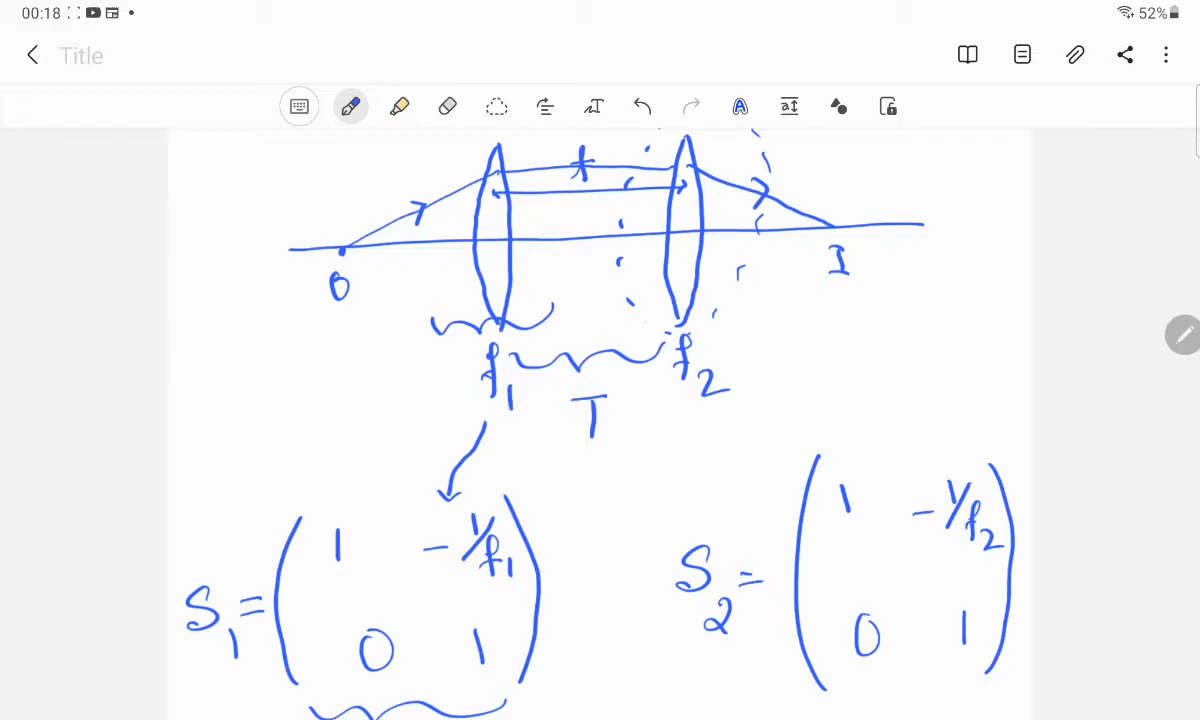 00:18
52%
Title
t
O
I
f₁
f₂
T
S₁ = ( 1 -1/f₁
0 1 )
S₂ = ( 1 -1/f₂
0 1 )